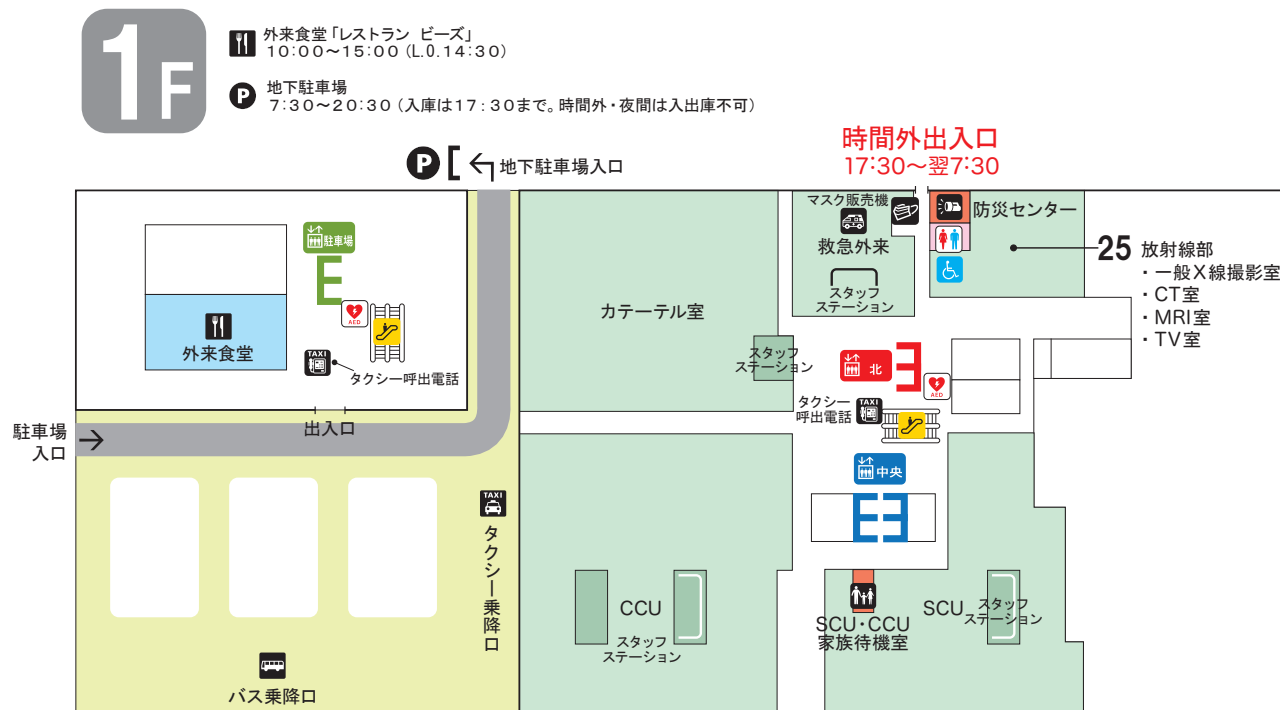 1F
外来食堂「レストラン ビーズ」
10:00～15:00 (L.O.14:30)
P
地下駐車場
7:30～20:30 (入庫は17:30まで。時間外・夜間は入出庫不可)
P
地下駐車場入口
時間外出入口
17:30～翌7:30
マスク販売機
救急外来
スタッフ
ステーション
防災センター
25
放射線部
・一般X線撮影室
・CT室
・MRI室
・TV室
駐車場
E
AED
外来食堂
TAXI
タクシー呼出電話
出入口
駐車場
入口
カテーテル室
スタッフ
ステーション
北
E
AED
タクシー
呼出電話
TAXI
中央
E
E
TAXI
タクシー乗降口
バス乗降口
CCU
スタッフ
ステーション
SCU・CCU
家族待機室
SCU
スタッフ
ステーション